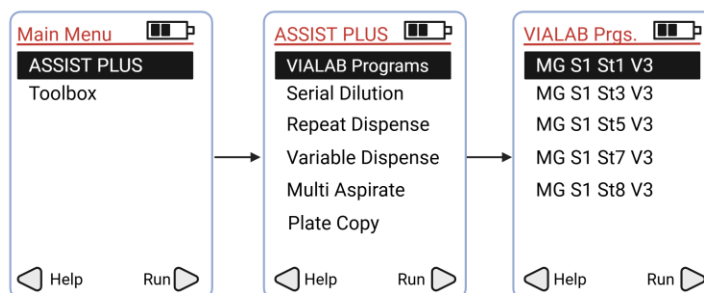 Main Menu
ASSIST PLUS
Toolbox
Help Run
ASSIST PLUS
VIALAB Programs
Serial Dilution
Repeat Dispense
Variable Dispense
Multi Aspirate
Plate Copy
Help Run
VIALAB Prgs.
MG S1 St1 V3
MG S1 St3 V3
MG S1 St5 V3
MG S1 St7 V3
MG S1 St8 V3
Help Run